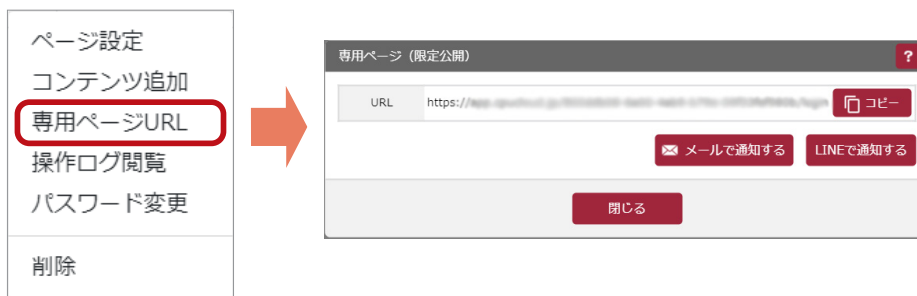 ページ設定
コンテンツ追加
専用ページURL
操作ログ閲覧
パスワード変更
削除
専用ページ（限定公開）
?
URL
https://
コピー
メールで通知する
LINEで通知する
閉じる